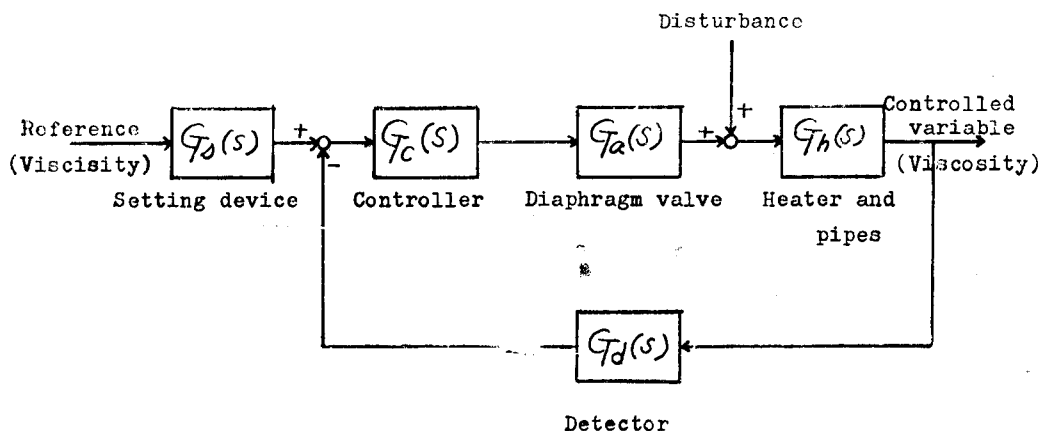 Disturbance
Controlled
variable
(Viscosity)
Reference
(Viscisity)
Gs(S)
+
-
Gc(S)
Ga(S)
+
+
Gh(S)
Setting device
Controller
Diaphragm valve
Heater and
pipes
Gd(S)
Detector